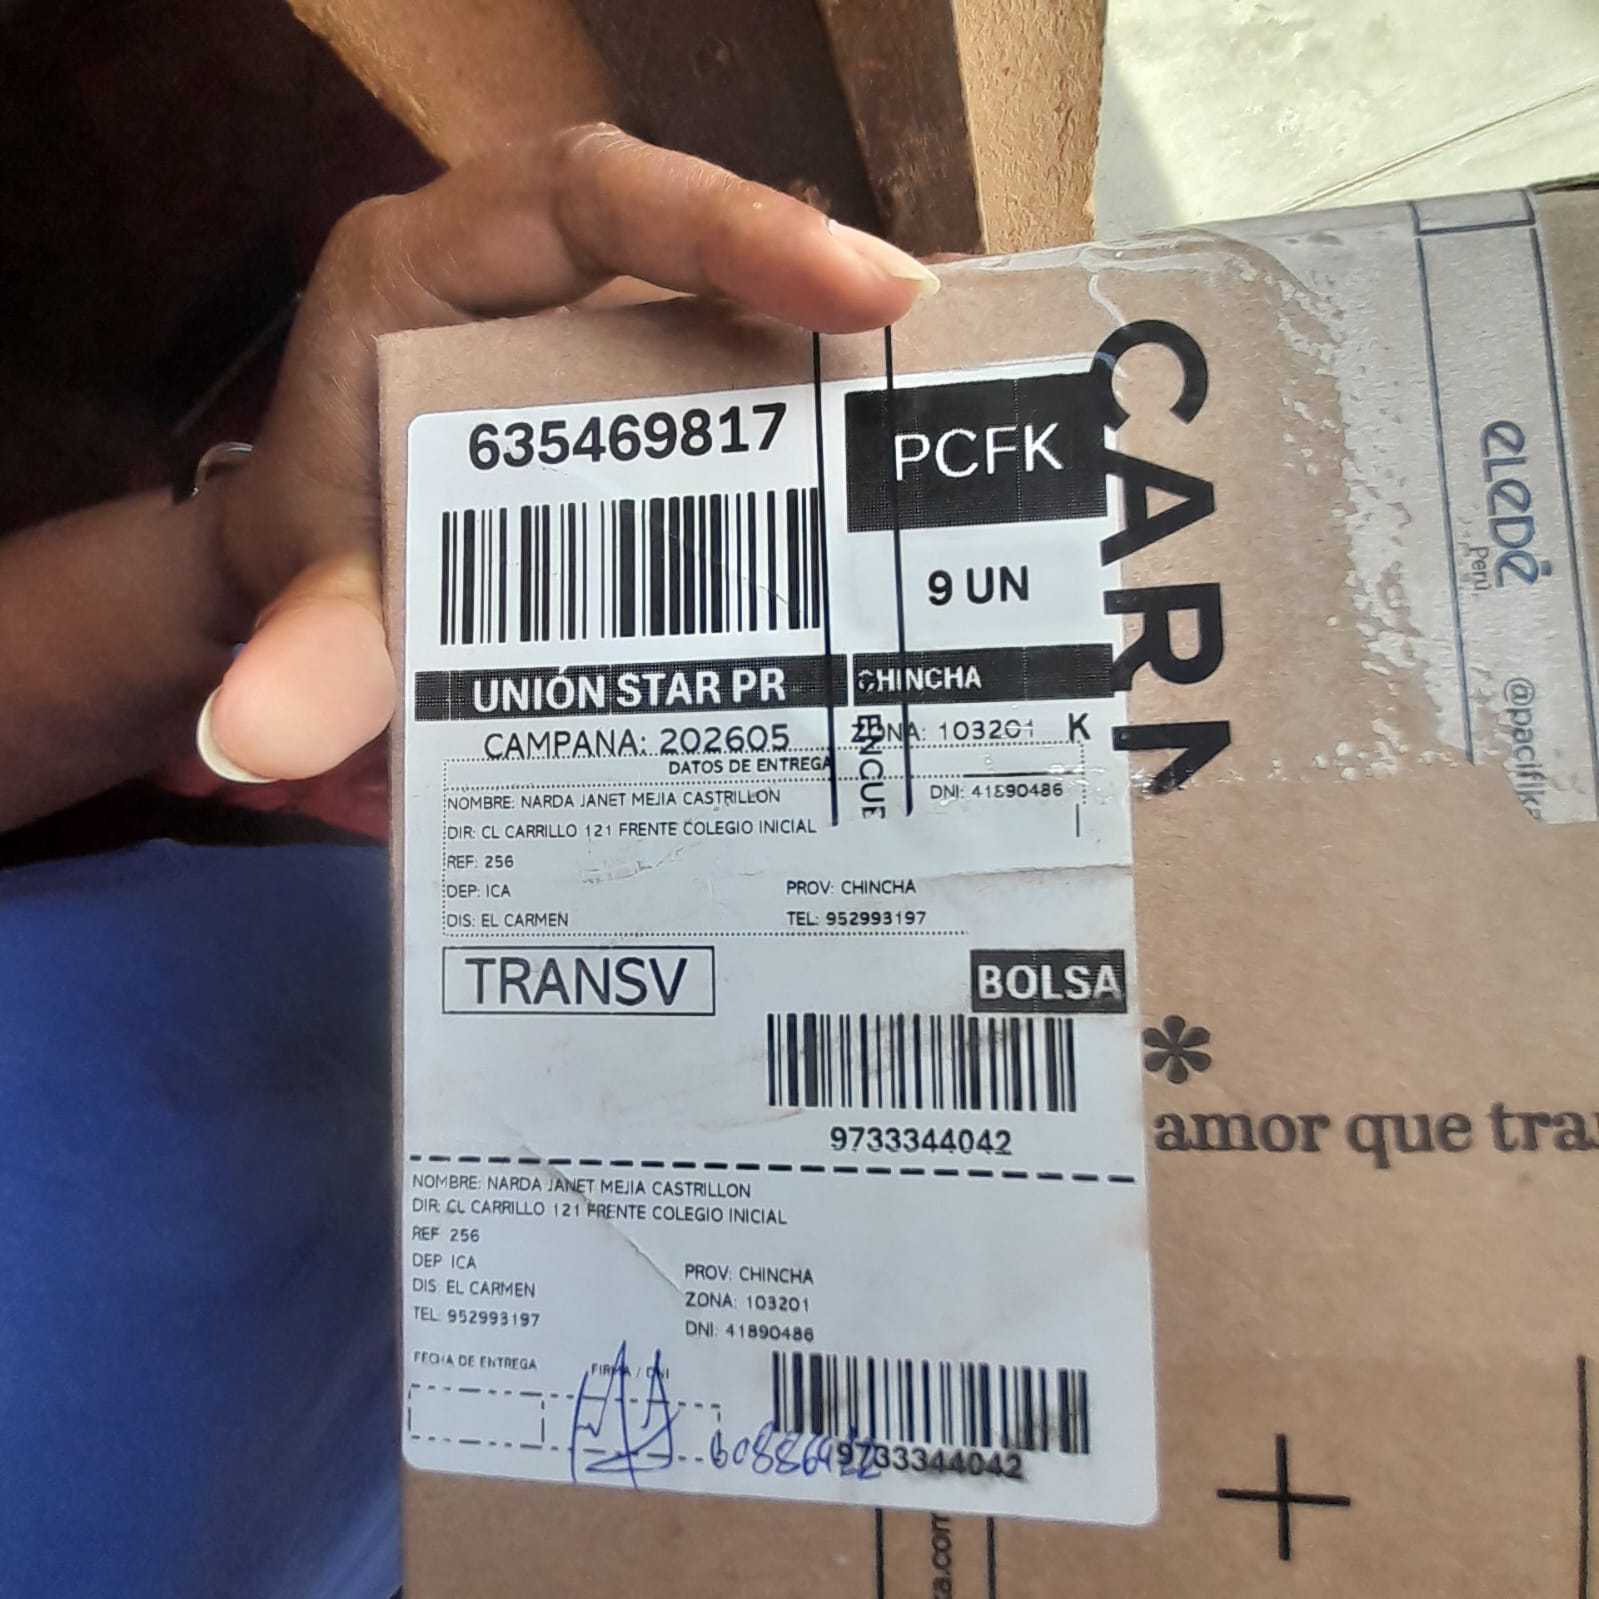 635469817
PCFK
9 UN
UNIÓN STAR PR
CHINCHA
CAMPANA: 202605
ZONA: 103201 K
DATOS DE ENTREGA
NOMBRE: NARDA JANET MEJIA CASTRILLON
DNI: 41890486
DIR: CL CARRILLO 121 FRENTE COLEGIO INICIAL
REF: 256
DEP: ICA
PROV: CHINCHA
DIS: EL CARMEN
TEL: 952993197
TRANSV
BOLSA
9733344042
NOMBRE: NARDA JANET MEJIA CASTRILLON
DIR: CL CARRILLO 121 FRENTE COLEGIO INICIAL
REF 256
DEP ICA
PROV: CHINCHA
DIS EL CARMEN
ZONA: 103201
TEL 952993197
DNI: 41890486
FECHA DE ENTREGA
FIRMA / DNI
9733344042
eLeDé
Perú
amor que